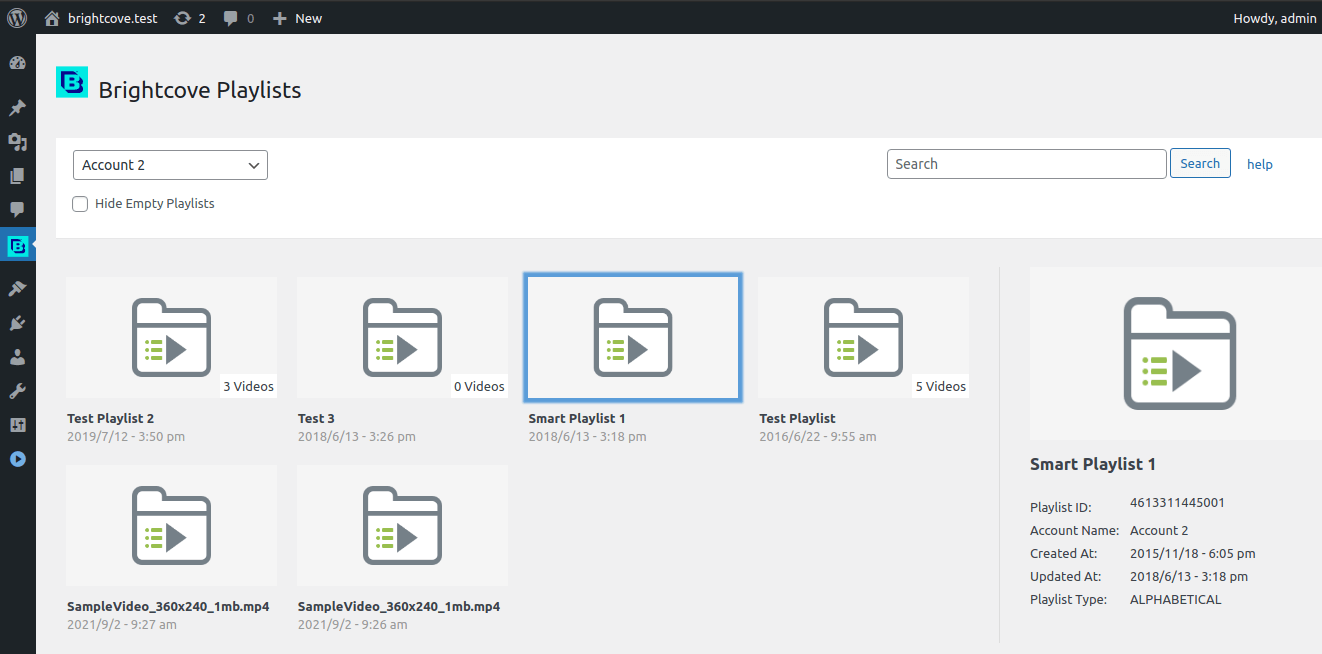 brightcove.test 2 0 New Howdy, admin
Brightcove Playlists
Account 2
Search Search help
Hide Empty Playlists
3 Videos 0 Videos 5 Videos
Test Playlist 2 Test 3 Smart Playlist 1 Test Playlist
2019/7/12 - 3:50 pm 2018/6/13 - 3:26 pm 2018/6/13 - 3:18 pm 2016/6/22 - 9:55 am
SampleVideo_360x240_1mb.mp4 SampleVideo_360x240_1mb.mp4
2021/9/2 - 9:27 am 2021/9/2 - 9:26 am
Smart Playlist 1
Playlist ID: 4613311445001
Account Name: Account 2
Created At: 2015/11/18 - 6:05 pm
Updated At: 2018/6/13 - 3:18 pm
Playlist Type: ALPHABETICAL